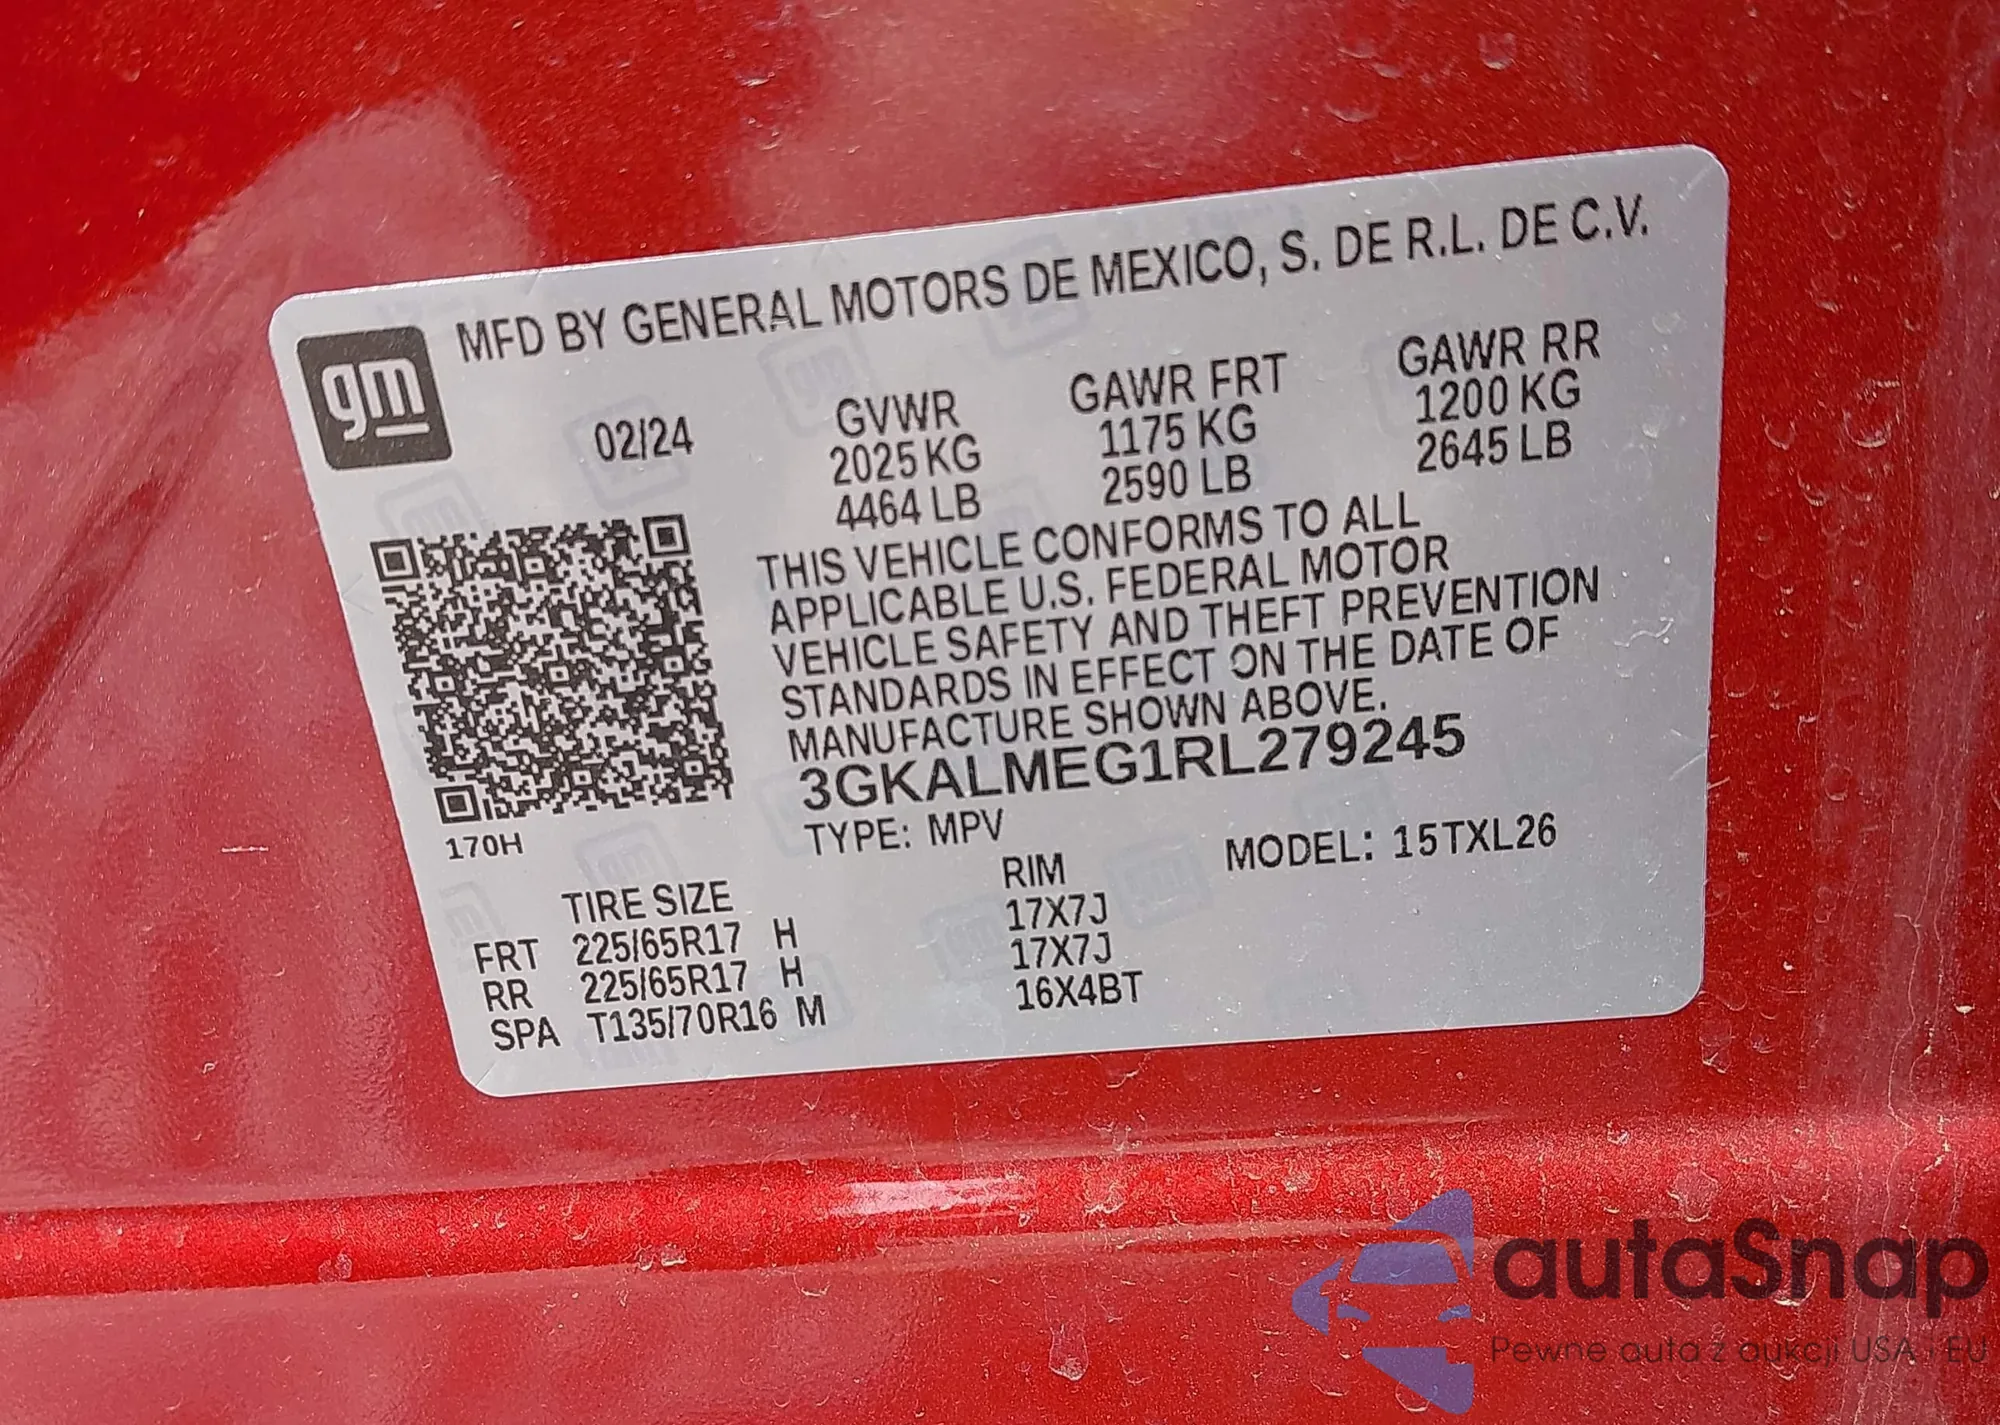 MFD BY GENERAL MOTORS DE MEXICO, S. DE R.L. DE C.V.
gm
02/24
GVWR
2025 KG
4464 LB
GAWR FRT
1175 KG
2590 LB
GAWR RR
1200 KG
2645 LB
THIS VEHICLE CONFORMS TO ALL
APPLICABLE U.S. FEDERAL MOTOR
VEHICLE SAFETY AND THEFT PREVENTION
STANDARDS IN EFFECT ON THE DATE OF
MANUFACTURE SHOWN ABOVE.
3GKALMEG1RL279245
170H
TYPE: MPV
MODEL: 15TXL26
TIRE SIZE RIM
FRT 225/65R17 H 17X7J
RR 225/65R17 H 17X7J
SPA T135/70R16 M 16X4BT
autaSnap
Pewne auta z aukcji USA i EU